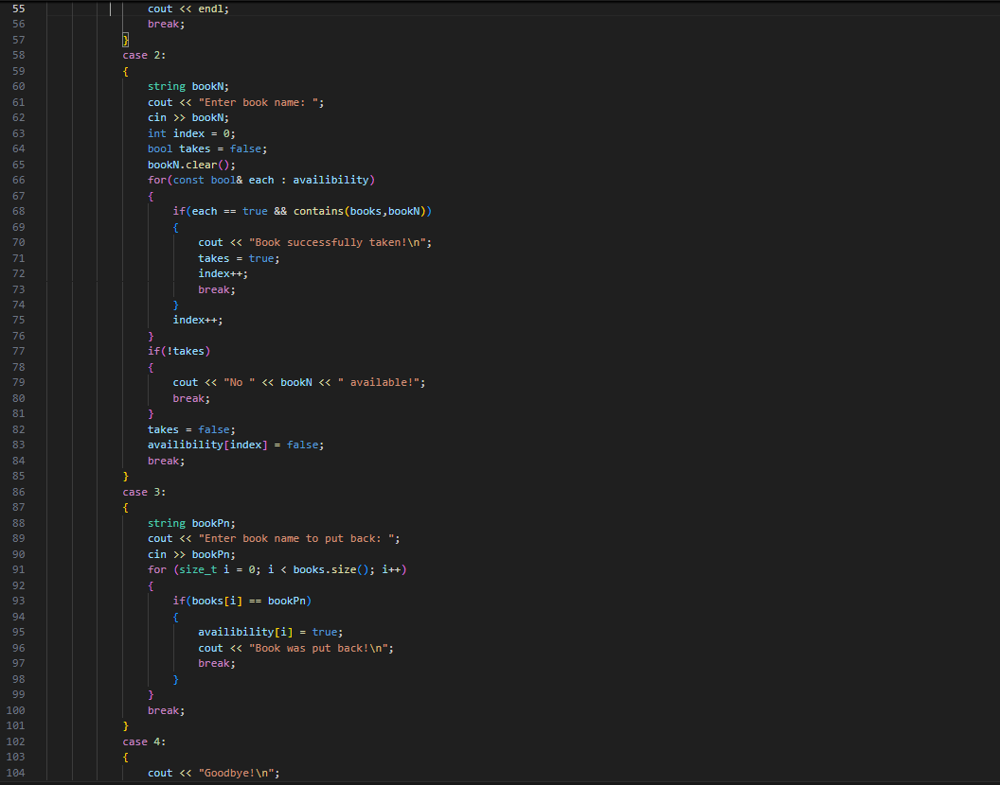 55 cout << endl;
56 break;
57 }
58 case 2:
59 {
60 string bookN;
61 cout << "Enter book name: ";
62 cin >> bookN;
63 int index = 0;
64 bool takes = false;
65 bookN.clear();
66 for(const bool& each : availibility)
67 {
68 if(each == true && contains(books,bookN))
69 {
70 cout << "Book successfully taken!\n";
71 takes = true;
72 index++;
73 break;
74 }
75 index++;
76 }
77 if(!takes)
78 {
79 cout << "No " << bookN << " available!";
80 break;
81 }
82 takes = false;
83 availibility[index] = false;
84 break;
85 }
86 case 3:
87 {
88 string bookPn;
89 cout << "Enter book name to put back: ";
90 cin >> bookPn;
91 for (size_t i = 0; i < books.size(); i++)
92 {
93 if(books[i] == bookPn)
94 {
95 availibility[i] = true;
96 cout << "Book was put back!\n";
97 break;
98 }
99 }
100 break;
101 }
102 case 4:
103 {
104 cout << "Goodbye!\n";